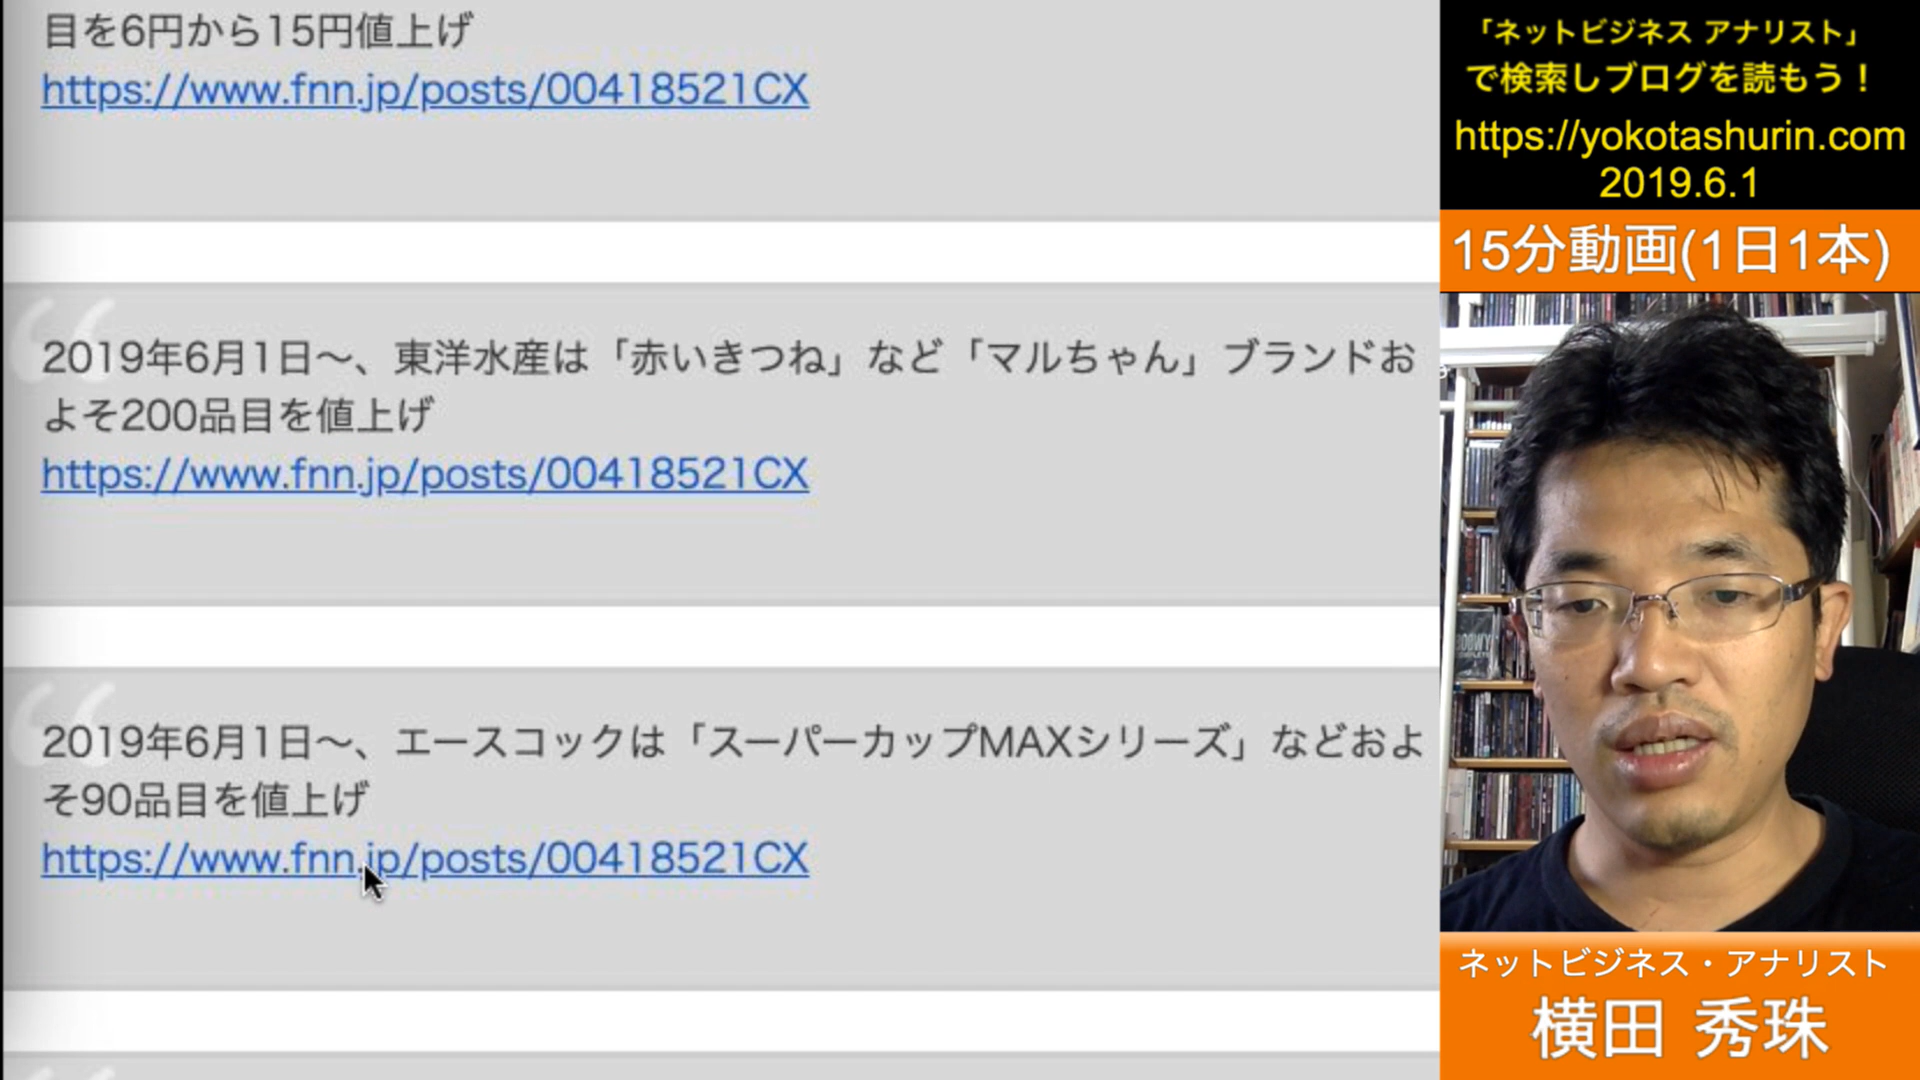 目を6円から15円値上げ
https://www.fnn.jp/posts/00418521CX
2019年6月1日〜、東洋水産は「赤いきつね」など「マルちゃん」ブランドお
よそ200品目を値上げ
https://www.fnn.jp/posts/00418521CX
2019年6月1日〜、エースコックは「スーパーカップMAXシリーズ」などおよ
そ90品目を値上げ
https://www.fnn.jp/posts/00418521CX
「ネットビジネス アナリスト」
で検索しブログを読もう！
https://yokotashurin.com
2019.6.1
15分動画(1日1本)
ネットビジネス・アナリスト
横田 秀珠